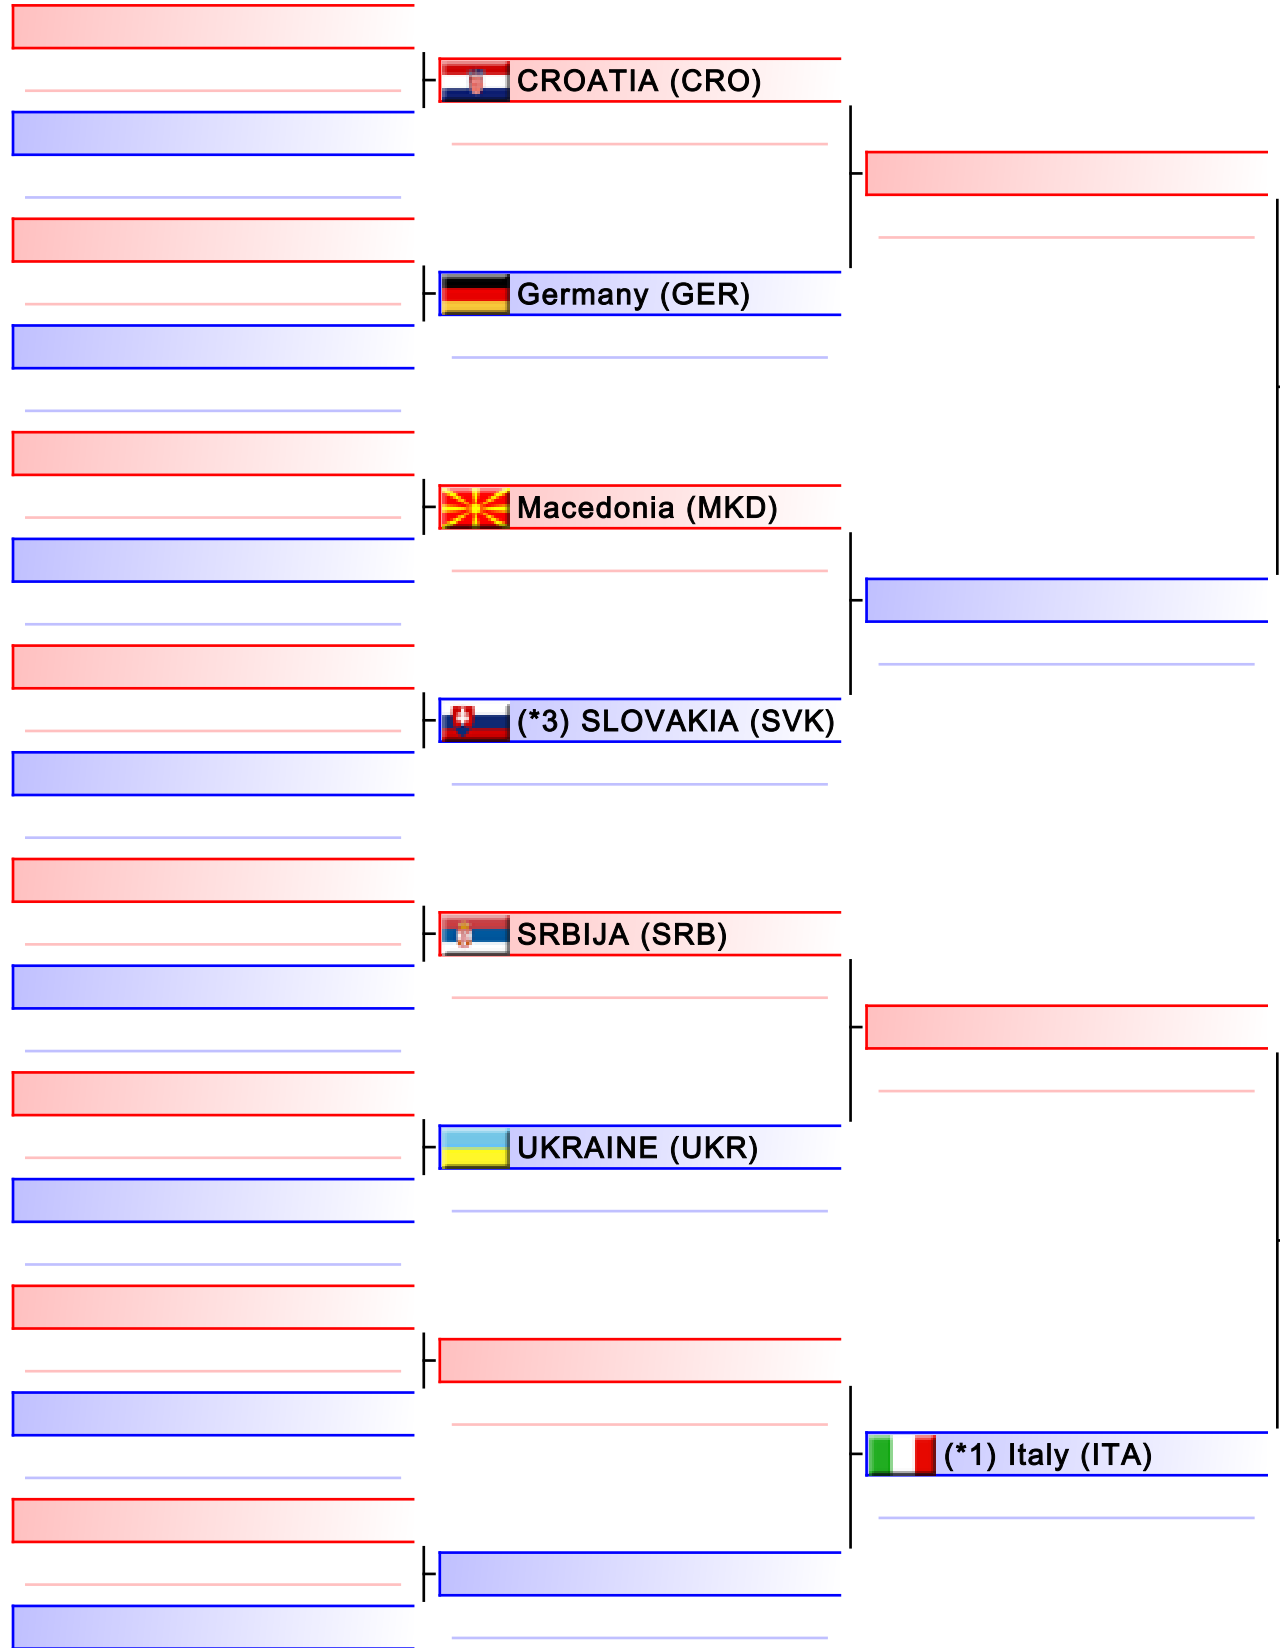 CROATIA (CRO)
Germany (GER)
Macedonia (MKD)
(*3) SLOVAKIA (SVK)
SRBIJA (SRB)
UKRAINE (UKR)
(*1) Italy (ITA)